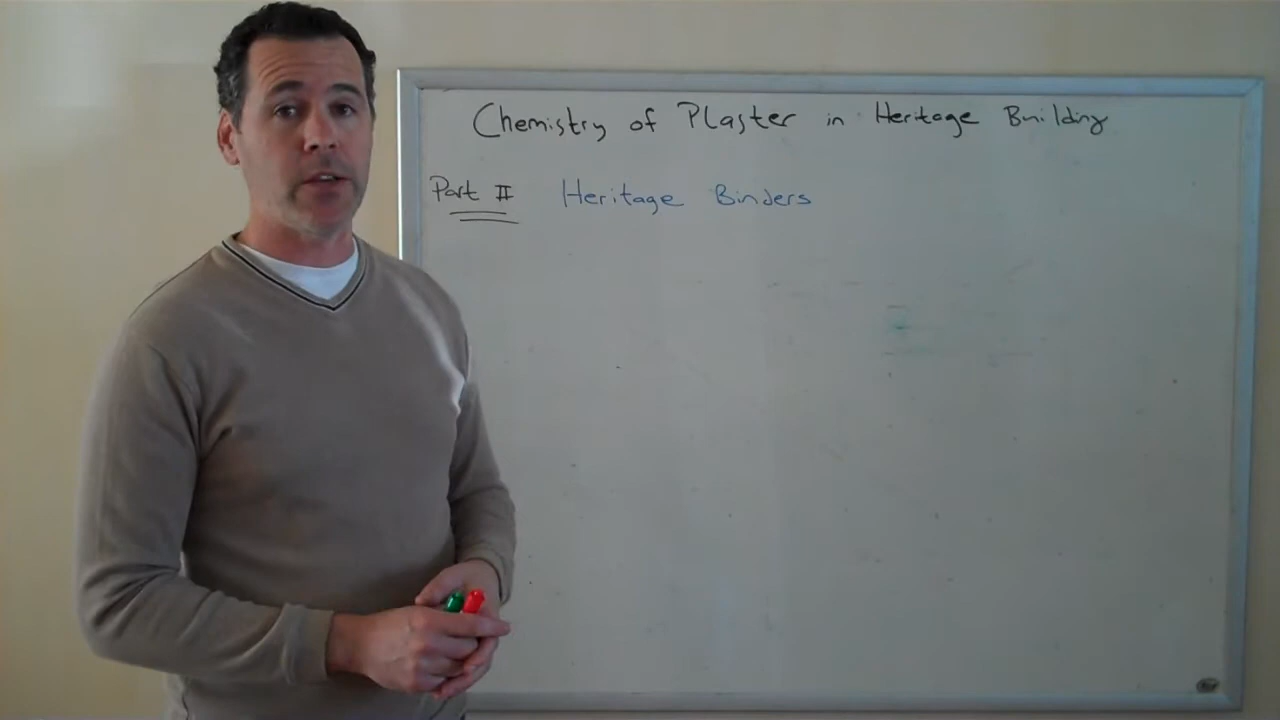 Chemistry of Plaster in Heritage Building
Part II Heritage Binders